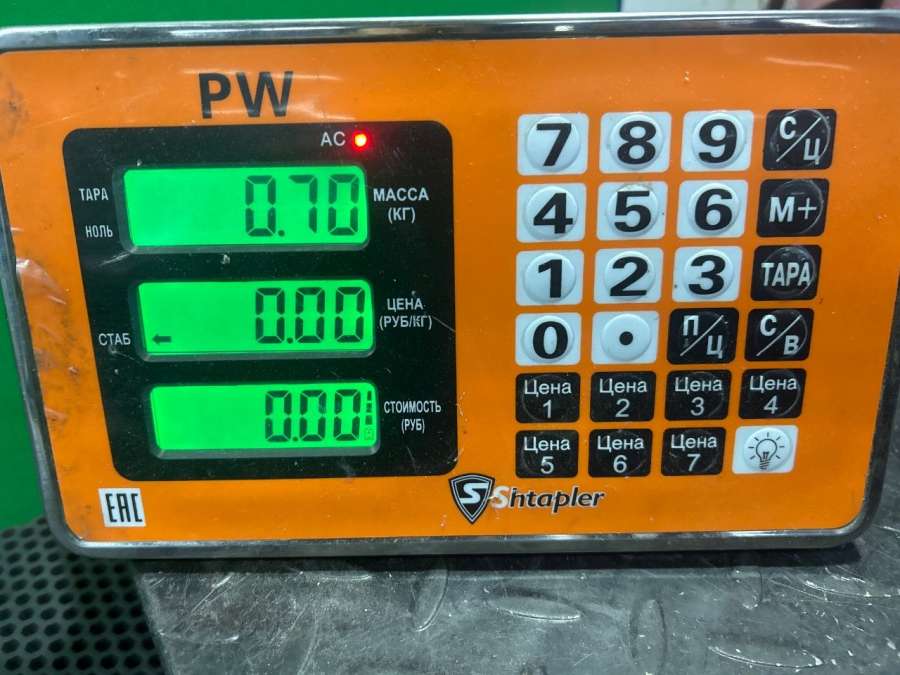 PW
AC
ТАРА
НОЛЬ
0.70
МАССА
(КГ)
СТАБ
0.00
ЦЕНА
(РУБ/КГ)
0.00
СТОИМОСТЬ
(РУБ)
7 8 9 С/Ц
4 5 6 М+
1 2 3 ТАРА
0 • П/Ц С/В
Цена 1 Цена 2 Цена 3 Цена 4
Цена 5 Цена 6 Цена 7
EAC
S Shtapler